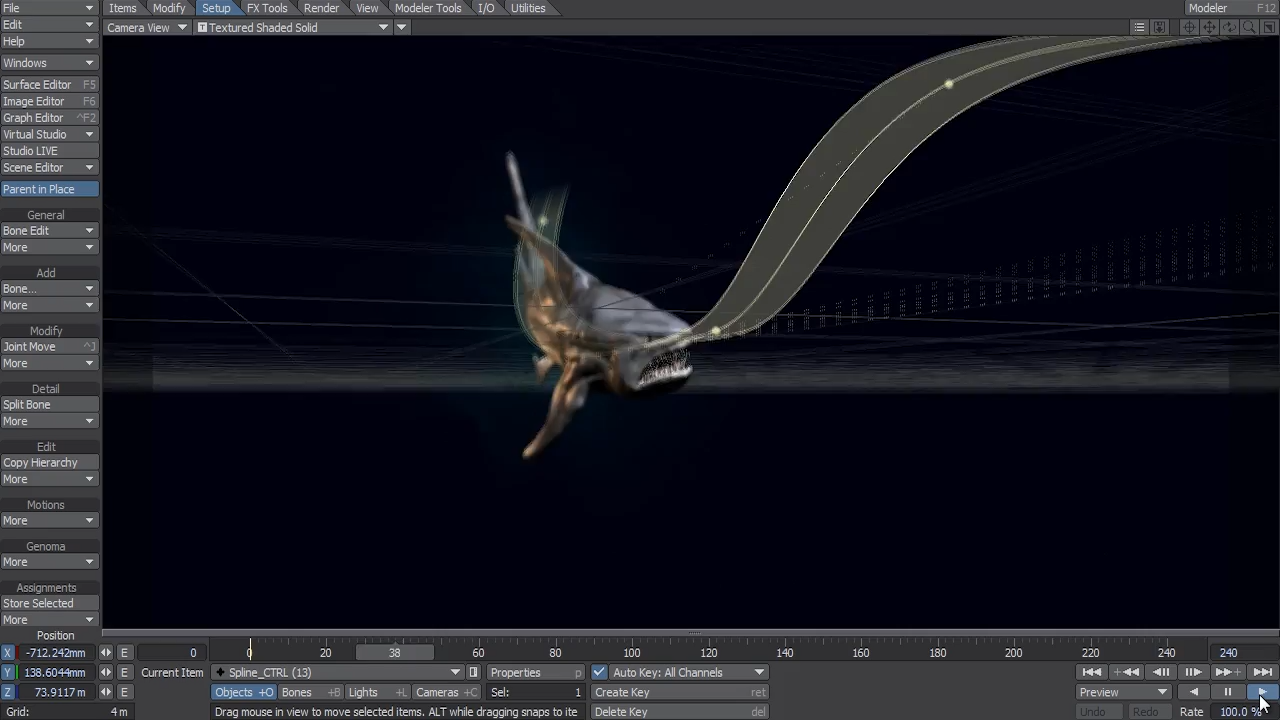 File Items Modify Setup FX Tools Render View Modeler Tools I/O Utilities Modeler F12
Edit Camera View T Textured Shaded Solid
Help
Windows
Surface Editor F5
Image Editor F6
Graph Editor ^F2
Virtual Studio
Studio LIVE
Scene Editor
Parent in Place
General
Bone Edit
More
Add
Bone...
More
Modify
Joint Move ^J
More
Detail
Split Bone
More
Edit
Copy Hierarchy
More
Motions
More
Genoma
More
Assignments
Store Selected
More
Position
X -712.242mm E 0 0 20 38 60 80 100 120 140 160 180 200 220 240 240
Y 138.6044mm E Current Item Spline_CTRL (13) Properties p Auto Key: All Channels
Z 73.9117 m E Objects +O Bones +B Lights +L Cameras +C Sel: 1 Create Key ret Preview
Grid: 4 m Drag mouse in view to move selected items. ALT while dragging snaps to ite Delete Key del Undo Redo Rate 100.0 %